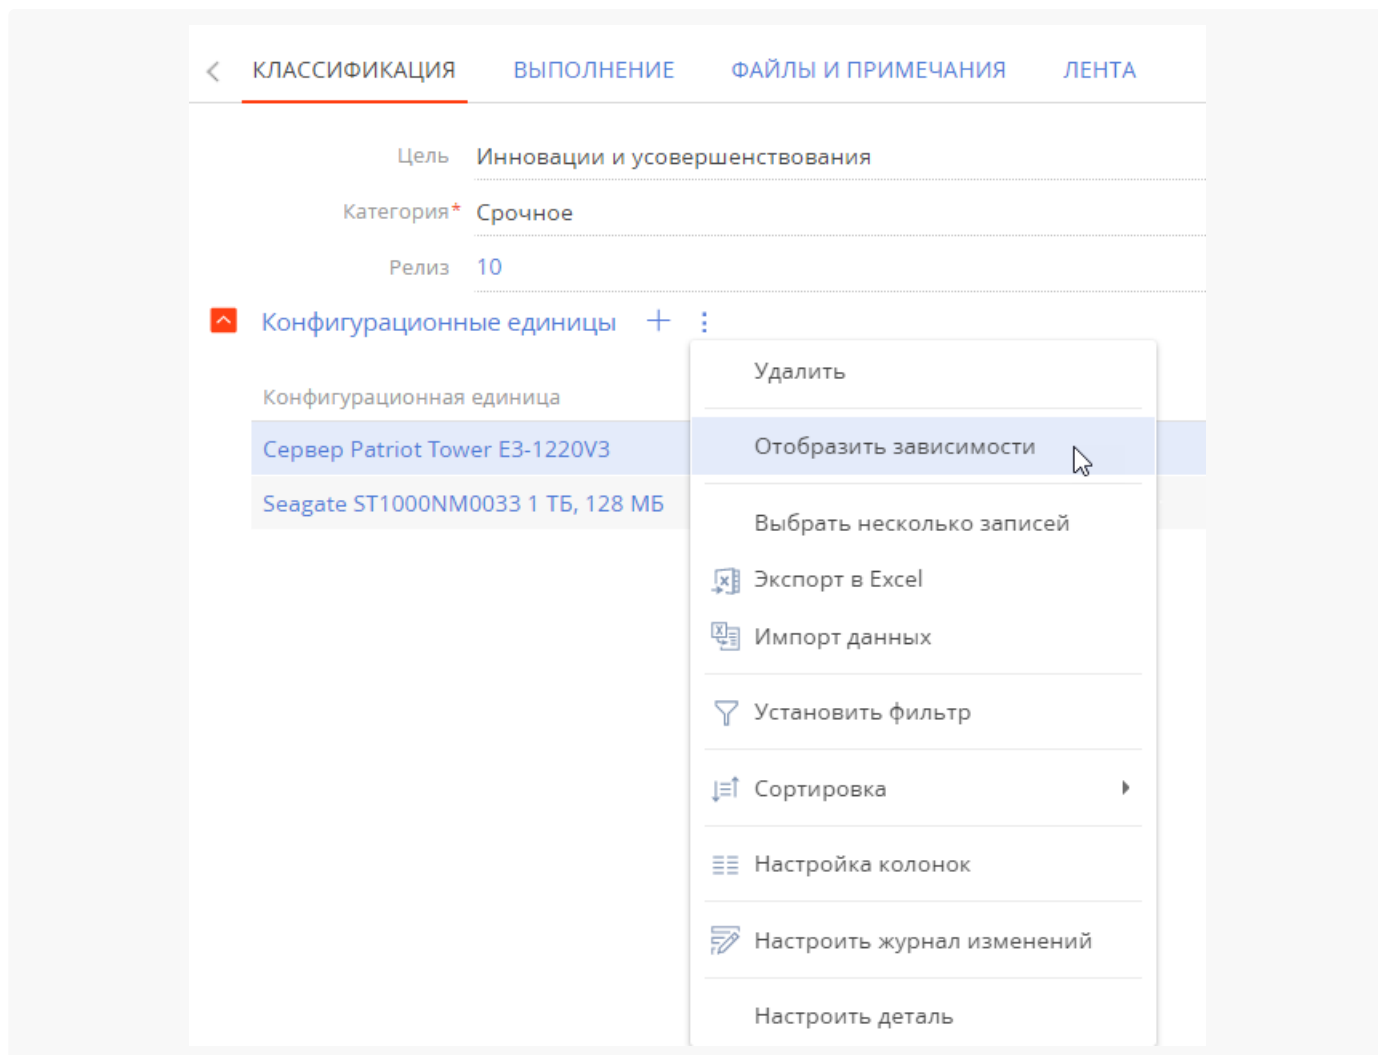 КЛАССИФИКАЦИЯ ВЫПОЛНЕНИЕ ФАЙЛЫ И ПРИМЕЧАНИЯ ЛЕНТА
Цель Инновации и усовершенствования
Категория* Срочное
Релиз 10
Конфигурационные единицы
Конфигурационная единица
Сервер Patriot Tower E3-1220V3
Seagate ST1000NM0033 1 ТБ, 128 МБ
Удалить
Отобразить зависимости
Выбрать несколько записей
Экспорт в Excel
Импорт данных
Установить фильтр
Сортировка
Настройка колонок
Настроить журнал изменений
Настроить деталь